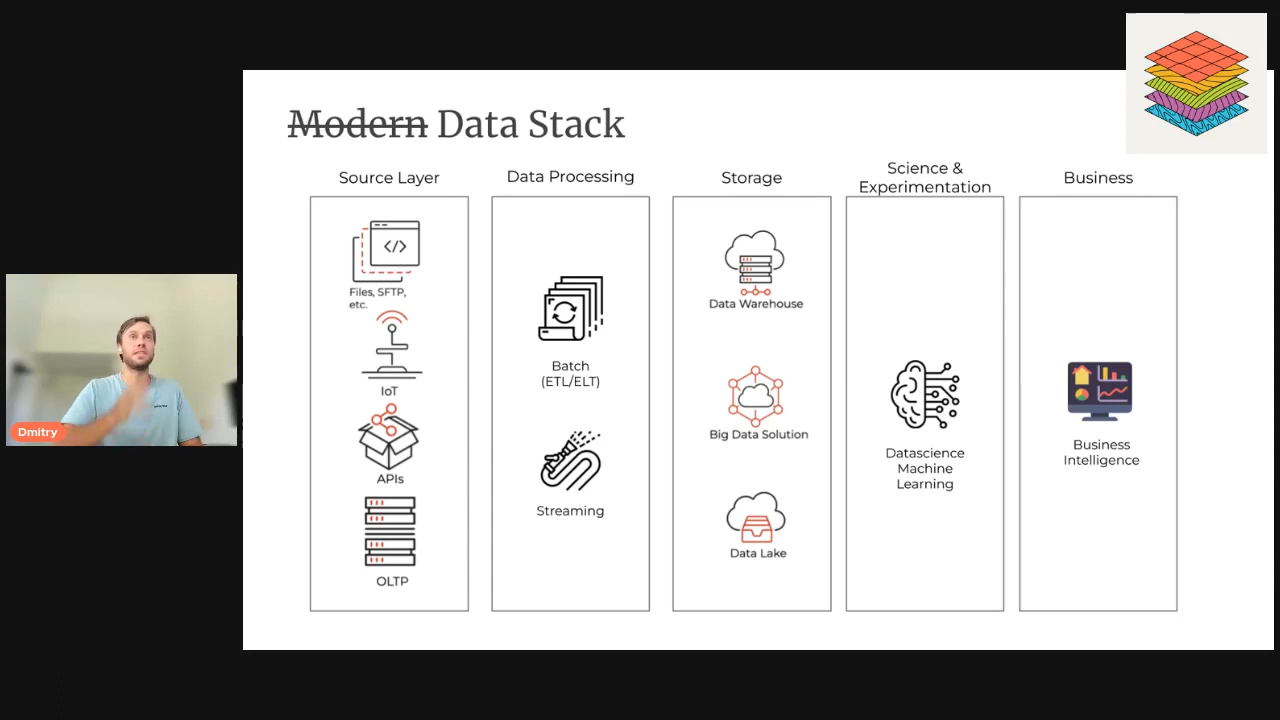 Modern Data Stack
Source Layer
Data Processing
Storage
Science &
Experimentation
Business
Files, SFTP,
etc.
IoT
APIs
OLTP
Batch
(ETL/ELT)
Streaming
Data Warehouse
Big Data Solution
Data Lake
Datascience
Machine
Learning
Business
Intelligence
Dmitry